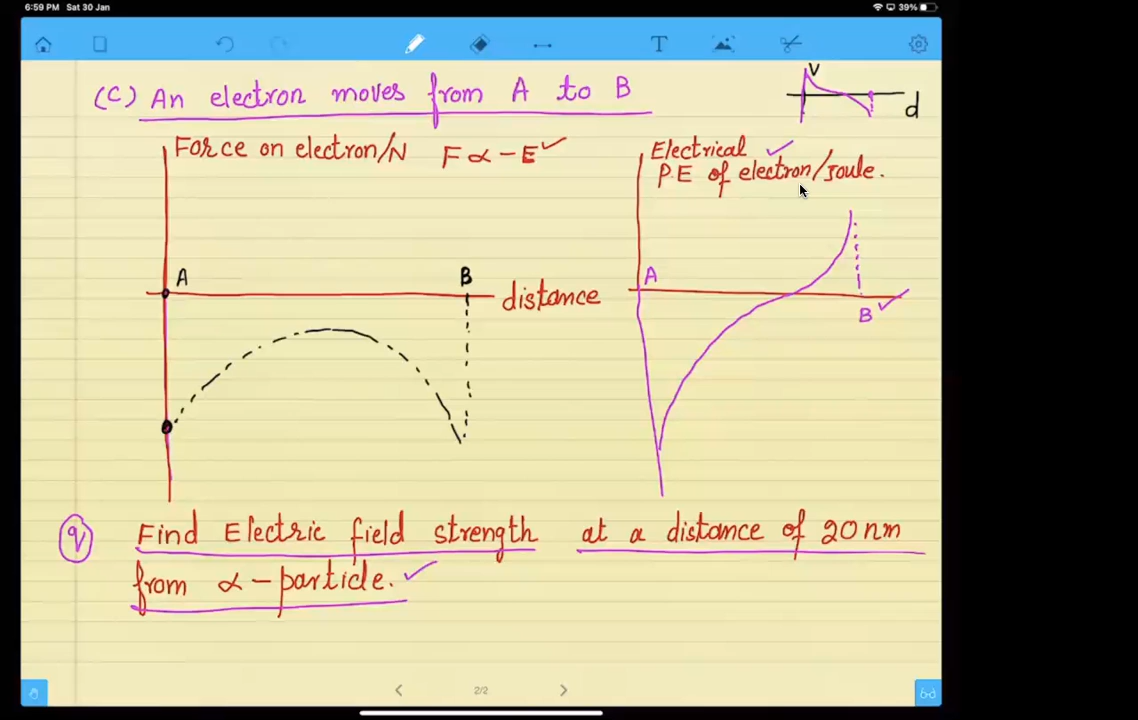 6:59 PM Sat 30 Jan 39%
T
(C) An electron moves from A to B
V
d
Force on electron/N F ∝ -E
Electrical
P.E of electron/Joule.
A
B
distance
A
B
q
Find Electric field strength at a distance of 20 nm
from α-particle.
2/2